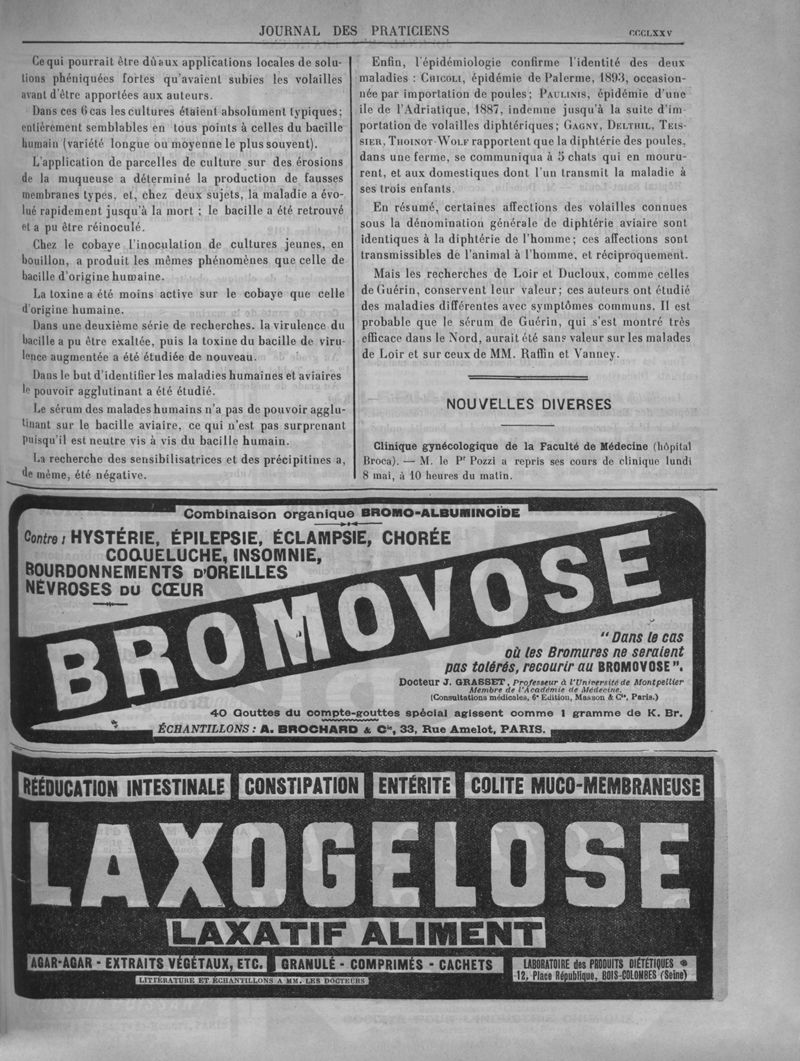 JOURNAL DES PRATICIENS
CCCLXXV
Ce qui pourrait être dû aux applications locales de solu-
tions phéniquées fortes qu'avaient subies les volailles
avant d'être apportées aux auteurs.
Dans ces 6 cas les cultures étaient absolument typiques;
entièrement semblables en tous points à celles du bacille
humain (variété longue ou moyenne le plus souvent).
L'application de parcelles de culture sur des érosions
de la muqueuse a déterminé la production de fausses
membranes types, et, chez deux sujets, la maladie a évo-
lué rapidement jusqu'à la mort ; le bacille a été retrouvé
et a pu être réinoculé.
Chez le cobaye l'inoculation de cultures jeunes, en
bouillon, a produit les mêmes phénomènes que celle de
bacille d'origine humaine.
La toxine a été moins active sur le cobaye que celle
d'origine humaine.
Dans une deuxième série de recherches. la virulence du
bacille a pu être exaltée, puis la toxine du bacille de viru-
lence augmentée a été étudiée de nouveau.
Dans le but d'identifier les maladies humaines et aviaires
le pouvoir agglutinant a été étudié.
Le sérum des malades humains n'a pas de pouvoir agglu-
tinant sur le bacille aviaire, ce qui n'est pas surprenant
puisqu'il est neutre vis à vis du bacille humain.
La recherche des sensibilisatrices et des précipitines a,
de même, été négative.
Enfin, l'épidémiologie confirme l'identité des deux
maladies : CHICOLI, épidémie de Palerme, 1893, occasion-
née par importation de poules; PAULINIS, épidémie d'une
île de l'Adriatique, 1887, indemne jusqu'à la suite d'im-
portation de volailles diphtériques; GAGNY, DELTHIL, TEIS-
SIER, THOINOT-WOLF rapportent que la diphtérie des poules,
dans une ferme, se communiqua à 5 chats qui en mouru-
rent, et aux domestiques dont l'un transmit la maladie à
ses trois enfants.
En résumé, certaines affections des volailles connues
sous la dénomination générale de diphtérie aviaire sont
identiques à la diphtérie de l'homme; ces affections sont
transmissibles de l'animal à l'homme, et réciproquement.
Mais les recherches de Loir et Ducloux, comme celles
de Guérin, conservent leur valeur; ces auteurs ont étudié
des maladies différentes avec symptômes communs. Il est
probable que le sérum de Guérin, qui s'est montré très
efficace dans le Nord, aurait été sans valeur sur les malades
de Loir et sur ceux de MM. Raffin et Vanney.
NOUVELLES DIVERSES
Clinique gynécologique de la Faculté de Médecine (hôpital
Broca). — M. le Pr Pozzi a repris ses cours de clinique lundi
8 mai, à 10 heures du matin.
Combinaison organique BROMO-ALBUMINOÏDE
Contre : HYSTÉRIE, ÉPILEPSIE, ÉCLAMPSIE, CHORÉE
COQUELUCHE, INSOMNIE,
BOURDONNEMENTS D'OREILLES
NÉVROSES DU CŒUR
BROMOVOSE
"Dans le cas
où les Bromures ne seraient
pas tolérés, recourir au BROMOVOSE".
Docteur J. GRASSET, Professeur à l'Université de Montpellier
Membre de l'Académie de Médecine.
(Consultations médicales, 6e Edition, Masson & Cie, Paris.)
40 Gouttes du compte-gouttes spécial agissent comme 1 gramme de K. Br.
ÉCHANTILLONS : A. BROCHARD & Cie, 33, Rue Amelot, PARIS.
RÉÉDUCATION INTESTINALE CONSTIPATION ENTÉRITE COLITE MUCO-MEMBRANEUSE
LAXOGELOSE
LAXATIF ALIMENT
AGAR-AGAR - EXTRAITS VÉGÉTAUX, ETC. GRANULÉ - COMPRIMÉS - CACHETS
LITTÉRATURE ET ÉCHANTILLONS A MM. LES DOCTEURS
LABORATOIRE des PRODUITS DIÉTÉTIQUES
12, Place République, BOIS-COLOMBES (Seine)